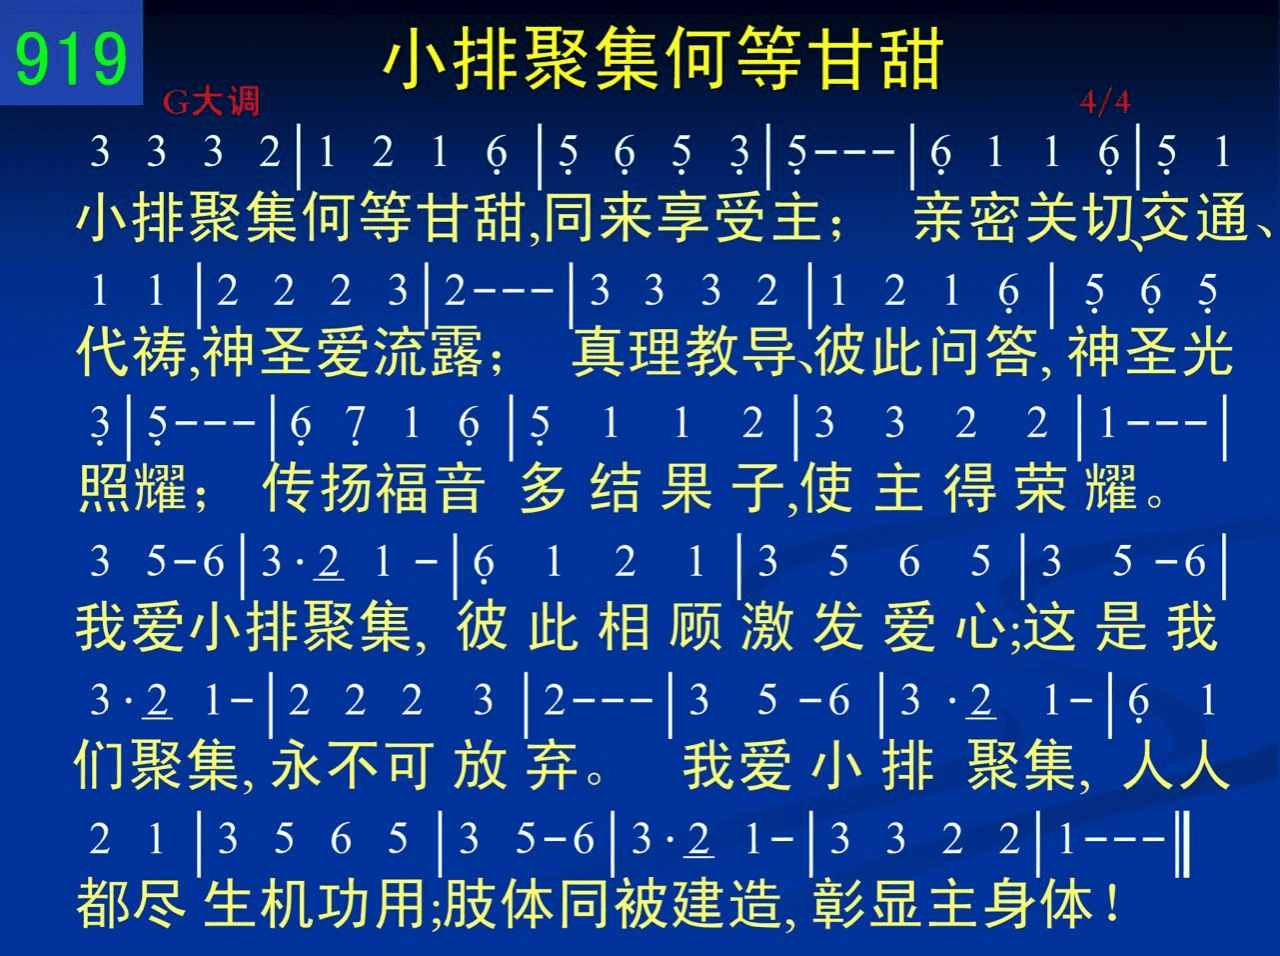 919
小排聚集何等甘甜
G大调 4/4
3 3 3 2 | 1 2 1 6̣ | 5̣ 6̣ 5̣ 3̣ | 5̣--- | 6̣ 1 1 6̣ | 5̣ 1
小排聚集何等甘甜,同来享受主； 亲密关切、交通、
1 1 | 2 2 2 3 | 2--- | 3 3 3 2 | 1 2 1 6̣ | 5̣ 6̣ 5̣
代祷,神圣爱流露； 真理教导、彼此问答, 神圣光
3̣ | 5̣--- | 6̣ 7̣ 1 6̣ | 5̣ 1 1 2 | 3 3 2 2 | 1--- |
照耀； 传扬福音 多 结 果 子,使 主 得 荣 耀。
3 5-6 | 3·2̲ 1 - | 6̣ 1 2 1 | 3 5 6 5 | 3 5 -6 |
我爱小排聚集, 彼 此 相 顾 激 发 爱 心;这 是 我
3·2̲ 1- | 2 2 2 3 | 2--- | 3 5 -6 | 3 ·2̲ 1- | 6̣ 1
们聚集, 永不可 放 弃。 我爱 小 排 聚集, 人人
2 1 | 3 5 6 5 | 3 5-6 | 3·2̲ 1- | 3 3 2 2 | 1--- ‖
都尽 生机功用;肢体同被建造, 彰显主身体！